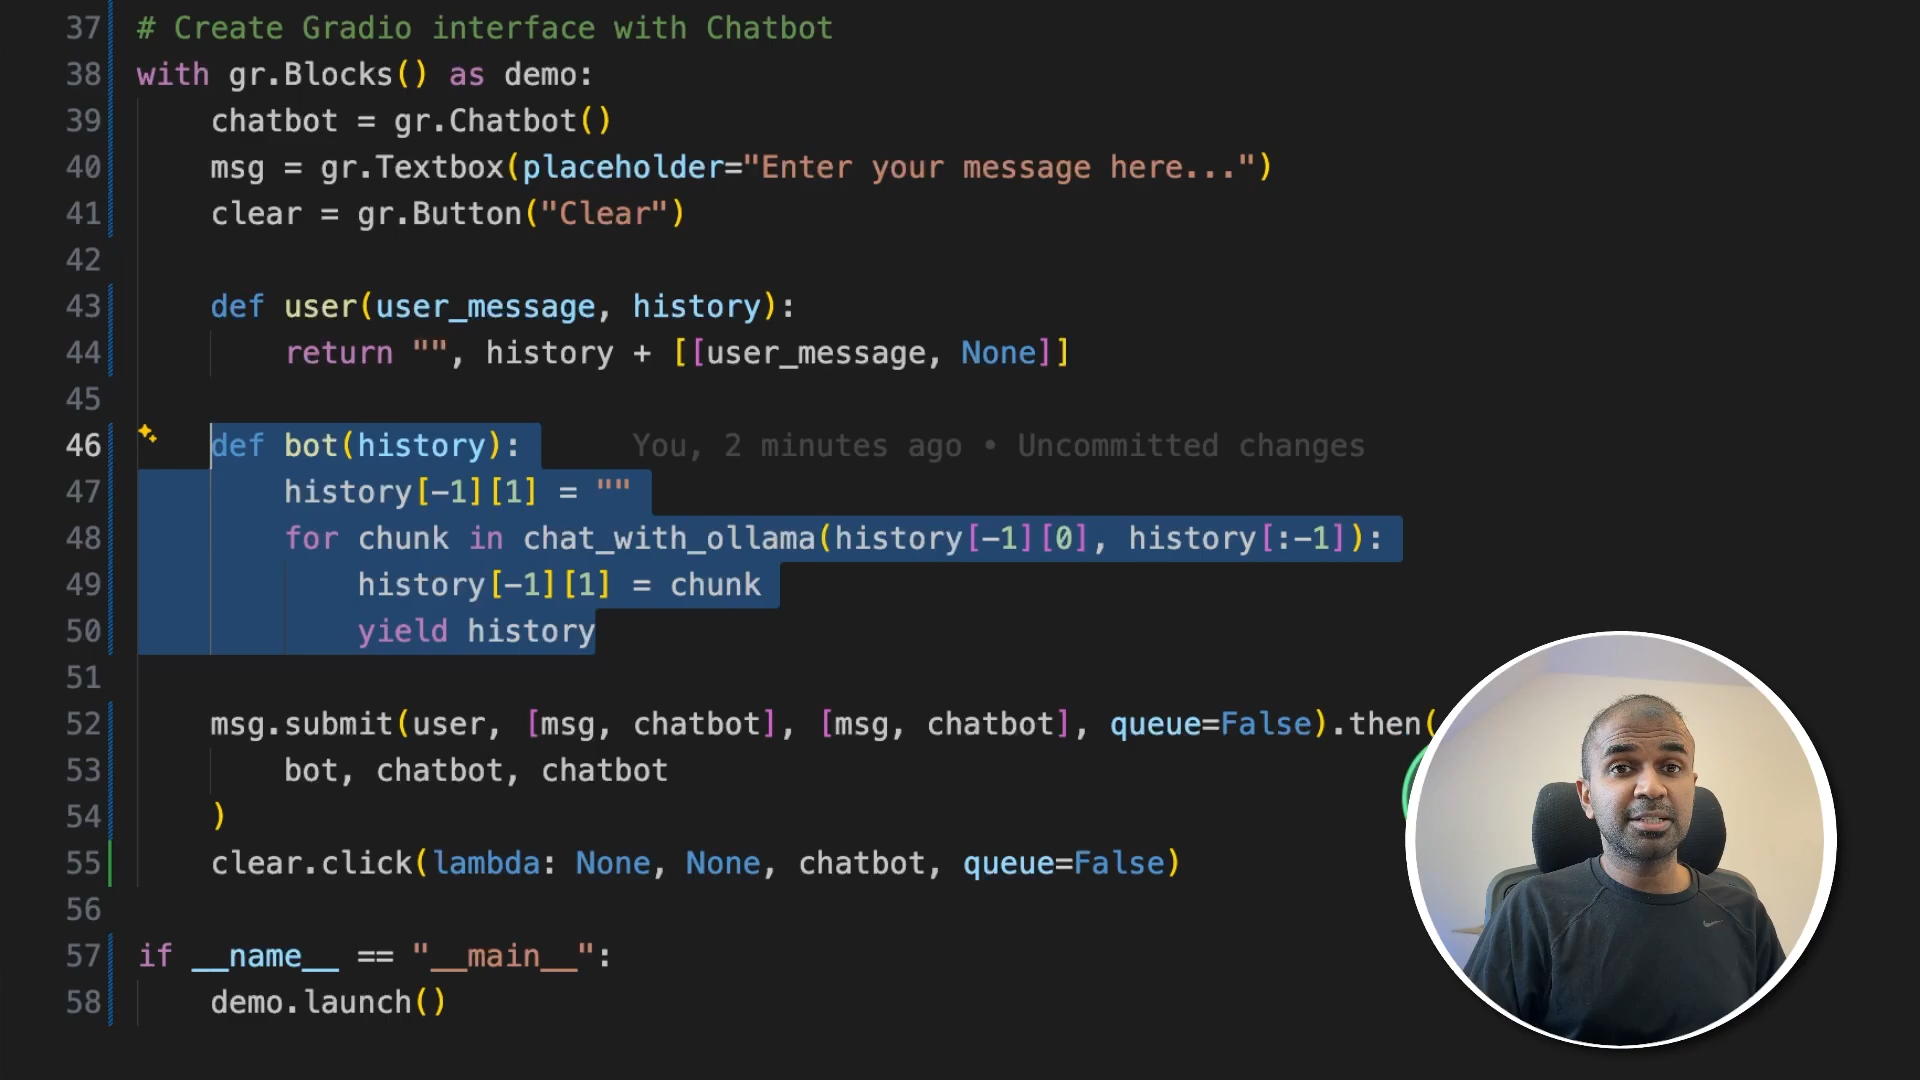 37 # Create Gradio interface with Chatbot
38 with gr.Blocks() as demo:
39 chatbot = gr.Chatbot()
40 msg = gr.Textbox(placeholder="Enter your message here...")
41 clear = gr.Button("Clear")
42
43 def user(user_message, history):
44 return "", history + [[user_message, None]]
45
46 def bot(history): You, 2 minutes ago • Uncommitted changes
47 history[-1][1] = ""
48 for chunk in chat_with_ollama(history[-1][0], history[:-1]):
49 history[-1][1] = chunk
50 yield history
51
52 msg.submit(user, [msg, chatbot], [msg, chatbot], queue=False).then(
53 bot, chatbot, chatbot
54 )
55 clear.click(lambda: None, None, chatbot, queue=False)
56
57 if __name__ == "__main__":
58 demo.launch()